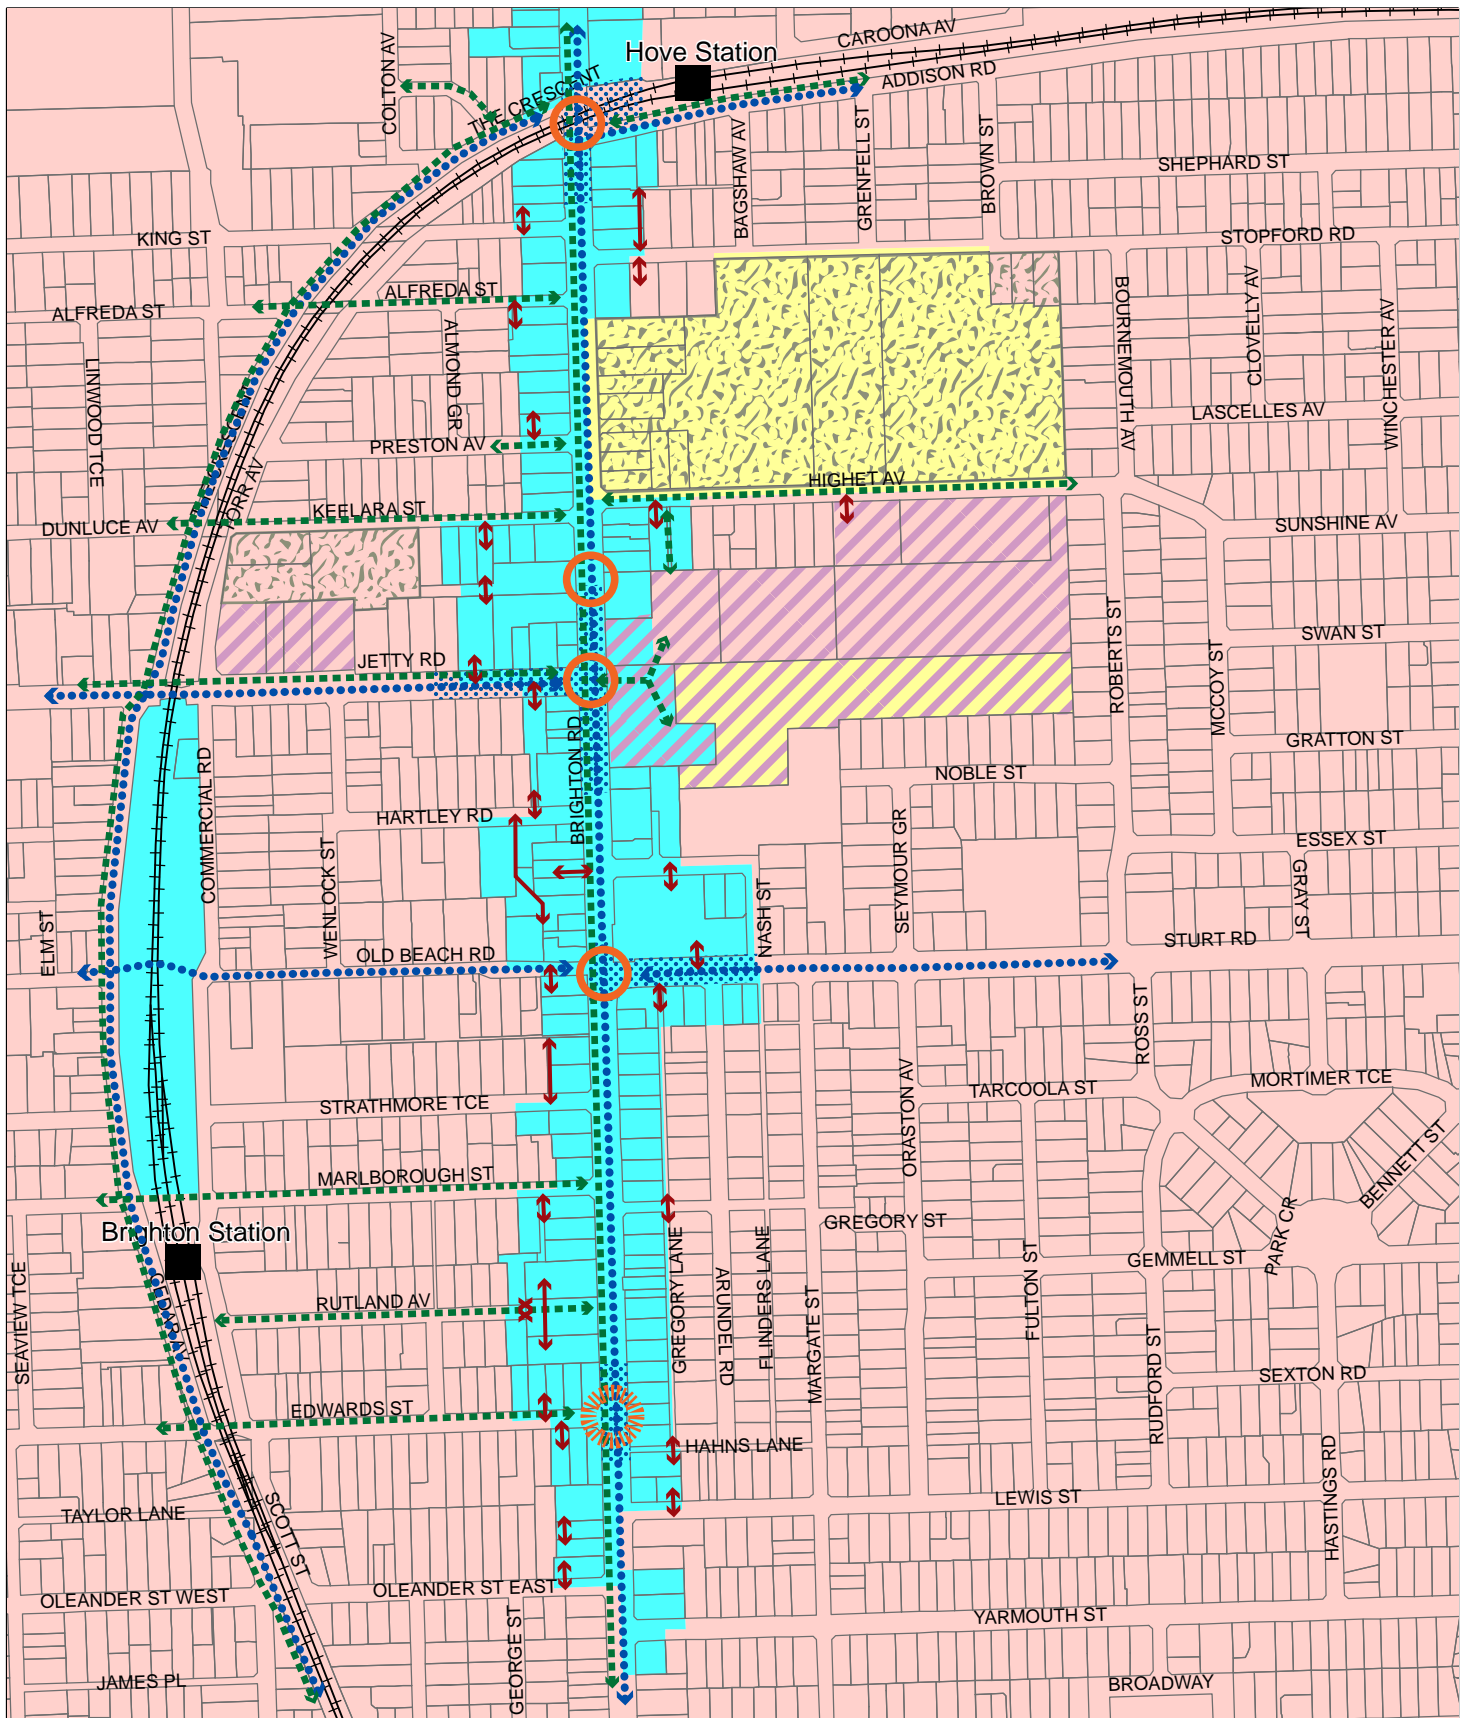 CAROONA AV
Hove Station
COLTON AV
ADDISON RD
THE CRESCENT
BAGSHAW AV
GRENFELL ST
BROWN ST
SHEPHARD ST
KING ST
STOPFORD RD
ALFREDA ST
ALFREDA ST
BOURNEMOUTH AV
CLOVELLY AV
WINCHESTER AV
LINWOOD TCE
ALMOND GR
LASCELLES AV
PRESTON AV
TORR AV
HIGHET AV
KEELARA ST
DUNLUCE AV
SUNSHINE AV
ROBERTS ST
MCCOY ST
SWAN ST
JETTY RD
BRIGHTON RD
GRATTON ST
COMMERCIAL RD
NOBLE ST
HARTLEY RD
SEYMOUR GR
ESSEX ST
WENLOCK ST
NASH ST
GRAY ST
ELM ST
OLD BEACH RD
STURT RD
ROSS ST
ORASTON AV
TARCOOLA ST
MORTIMER TCE
STRATHMORE TCE
BENNETT ST
MARLBOROUGH ST
Brighton Station
GREGORY ST
PARK CR
GEMMELL ST
SEAVIEW TCE
GREGORY LANE
ARUNDEL RD
FLINDERS LANE
MARGATE ST
FULTON ST
RUDFORD ST
RUTLAND AV
SEXTON RD
EDWARDS ST
HAHNS LANE
HASTINGS RD
LEWIS ST
TAYLOR LANE
SCOTT ST
OLEANDER ST WEST
OLEANDER ST EAST
GEORGE ST
YARMOUTH ST
JAMES PL
BROADWAY